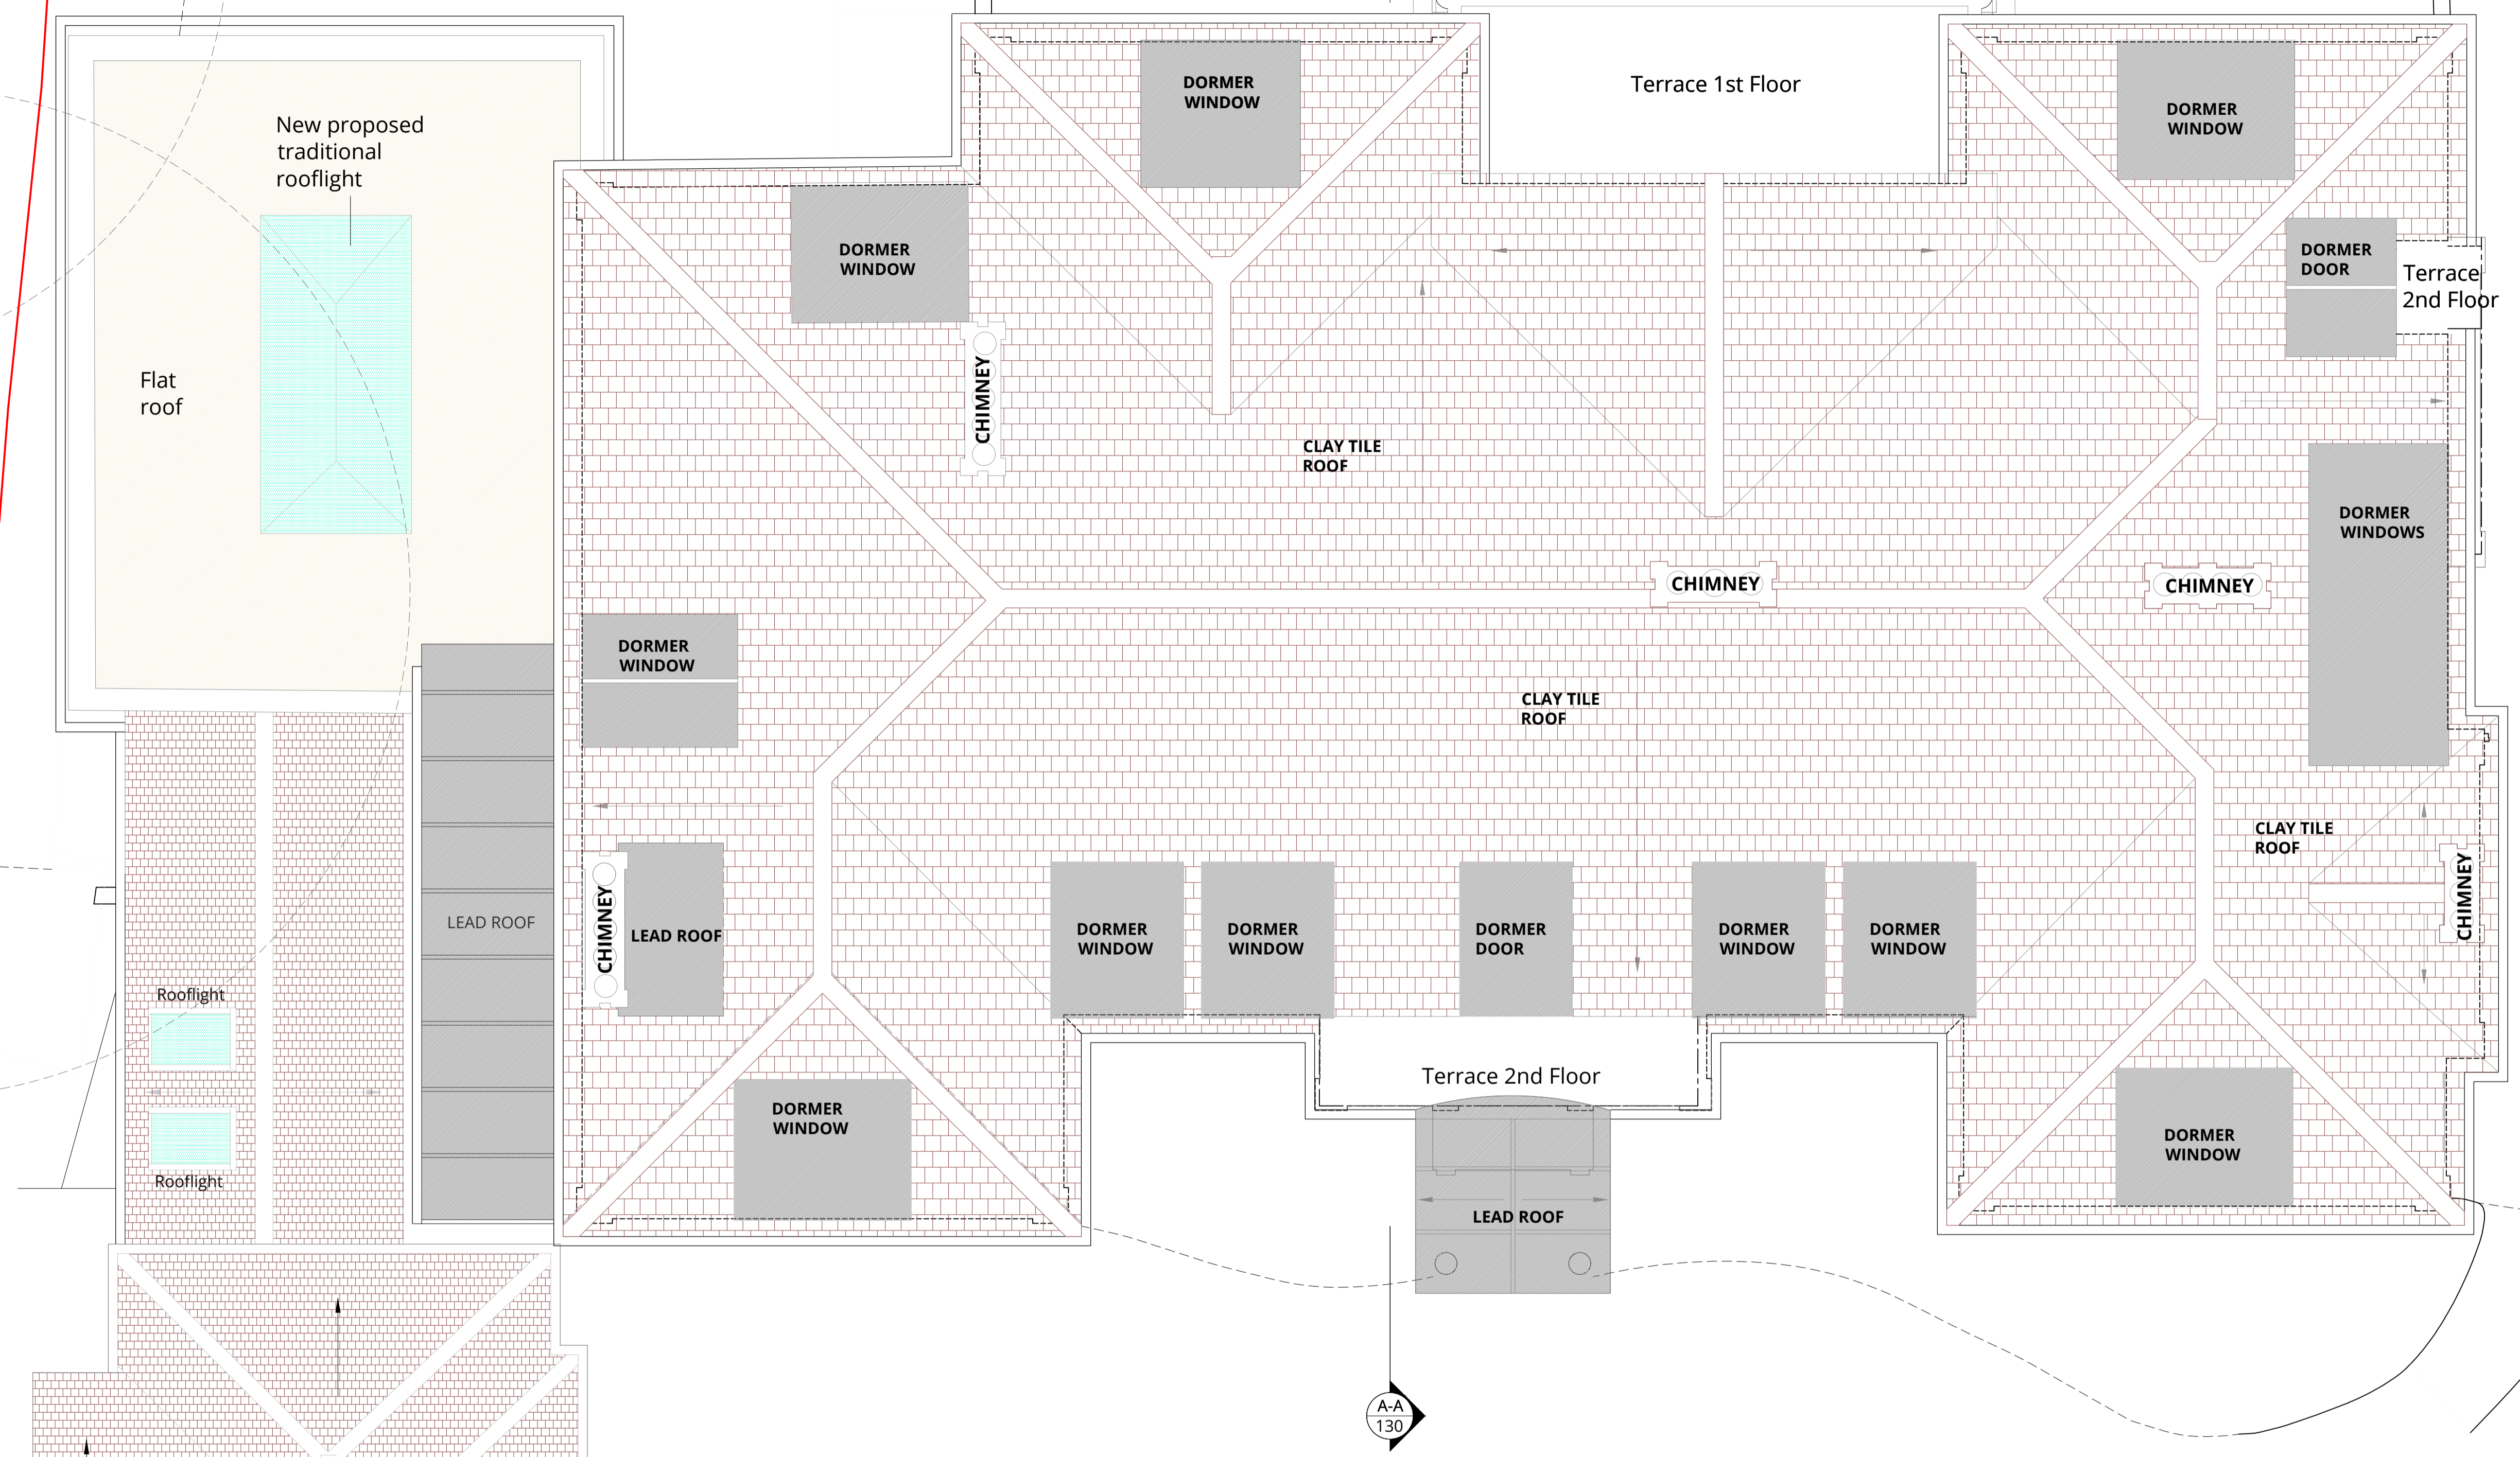 New proposed
traditional
rooflight
Flat
roof
DORMER
WINDOW
Terrace 1st Floor
DORMER
WINDOW
DORMER
WINDOW
DORMER
DOOR
Terrace
2nd Floor
CHIMNEY
CLAY TILE
ROOF
DORMER
WINDOWS
CHIMNEY
CHIMNEY
DORMER
WINDOW
CLAY TILE
ROOF
CLAY TILE
ROOF
CHIMNEY
LEAD ROOF
CHIMNEY
LEAD ROOF
DORMER
WINDOW
DORMER
WINDOW
DORMER
DOOR
DORMER
WINDOW
DORMER
WINDOW
Rooflight
Rooflight
DORMER
WINDOW
Terrace 2nd Floor
DORMER
WINDOW
LEAD ROOF
A-A
130